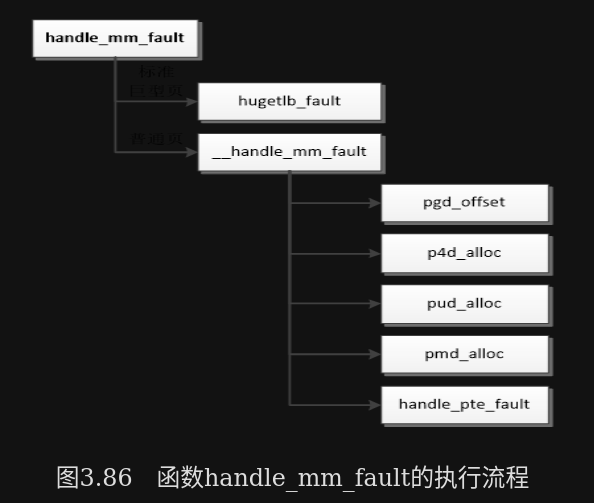 handle_mm_fault
标准
巨型页
hugetlb_fault
普通页
__handle_mm_fault
pgd_offset
p4d_alloc
pud_alloc
pmd_alloc
handle_pte_fault
图3.86 函数handle_mm_fault的执行流程